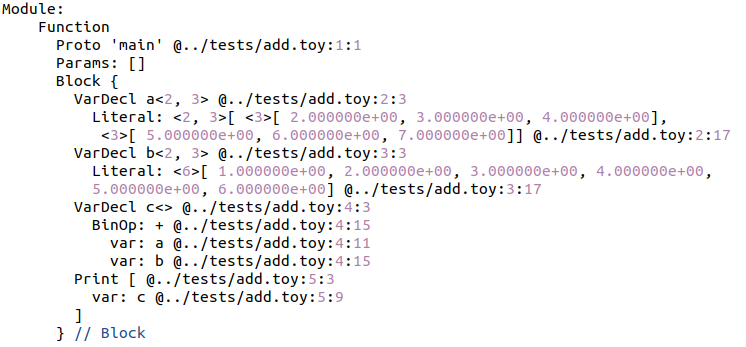 Module:
    Function
      Proto 'main' @../tests/add.toy:1:1
      Params: []
      Block {
        VarDecl a<2, 3> @../tests/add.toy:2:3
          Literal: <2, 3>[ <3>[ 2.000000e+00, 3.000000e+00, 4.000000e+00],
           <3>[ 5.000000e+00, 6.000000e+00, 7.000000e+00]] @../tests/add.toy:2:17
        VarDecl b<2, 3> @../tests/add.toy:3:3
          Literal: <6>[ 1.000000e+00, 2.000000e+00, 3.000000e+00, 4.000000e+00,
          5.000000e+00, 6.000000e+00] @../tests/add.toy:3:17
        VarDecl c<> @../tests/add.toy:4:3
          BinOp: + @../tests/add.toy:4:15
            var: a @../tests/add.toy:4:11
            var: b @../tests/add.toy:4:15
        Print [ @../tests/add.toy:5:3
          var: c @../tests/add.toy:5:9
        ]
      } // Block